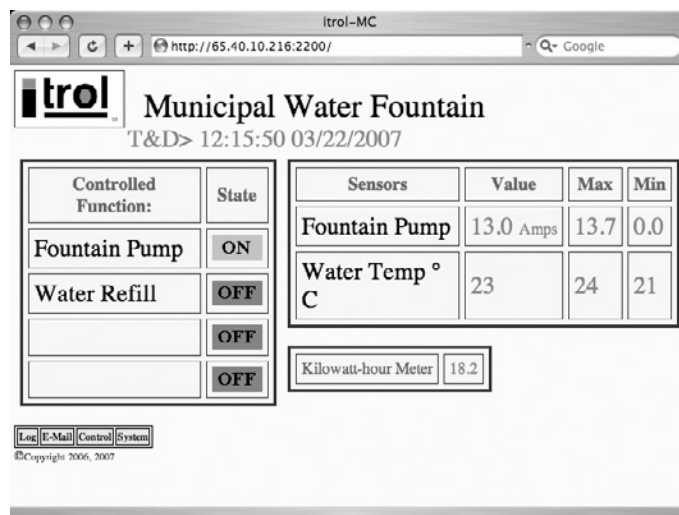 itrol-MC
http://65.40.10.216:2200/
Google
itrol
Municipal Water Fountain
T&D> 12:15:50 03/22/2007
Controlled Function: State
Fountain Pump ON
Water Refill OFF
OFF
OFF
Sensors Value Max Min
Fountain Pump 13.0 Amps 13.7 0.0
Water Temp ° C 23 24 21
Kilowatt-hour Meter 18.2
Log E-Mail Control System
©Copyright 2006, 2007